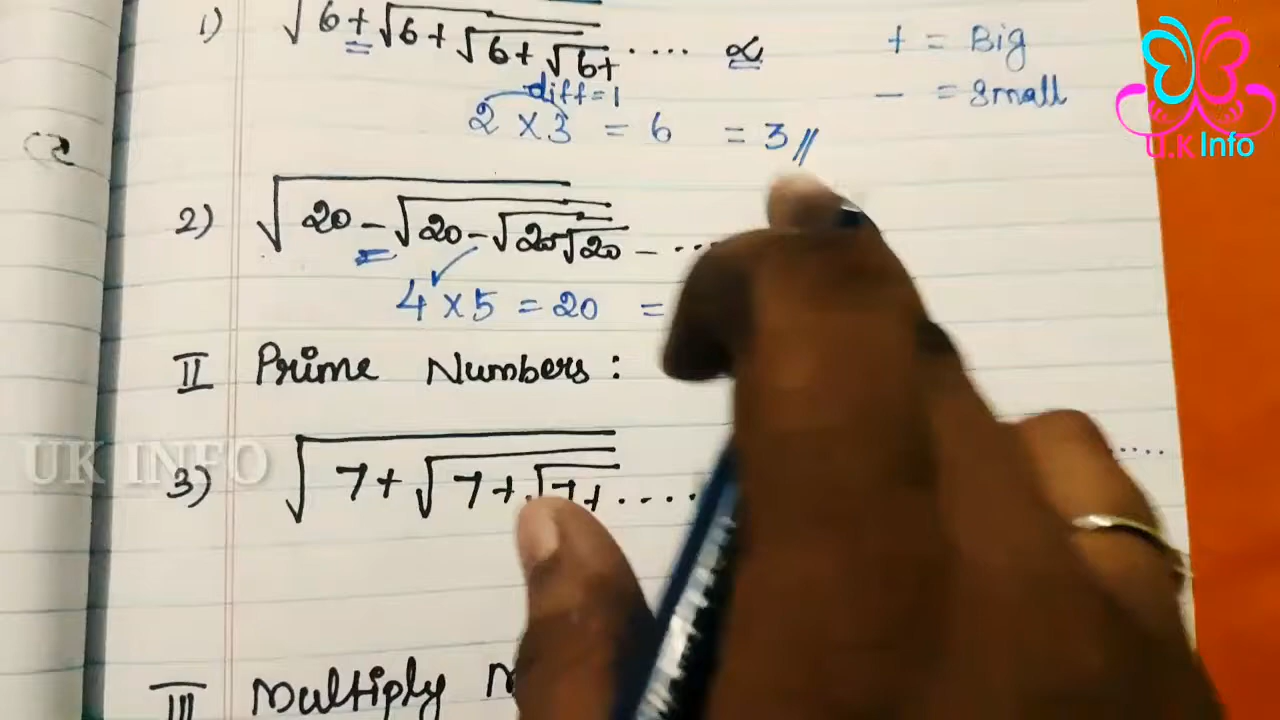 1) √6+√6+√6+√6+ .... α
+ = Big
- = Small
diff=1
2 × 3 = 6 = 3//
U.K Info
2) √20-√20-√20√20 - ...
4 × 5 = 20 =
II Prime Numbers:
UK INFO
3) √7+√7+√7+ ....
III Multiply